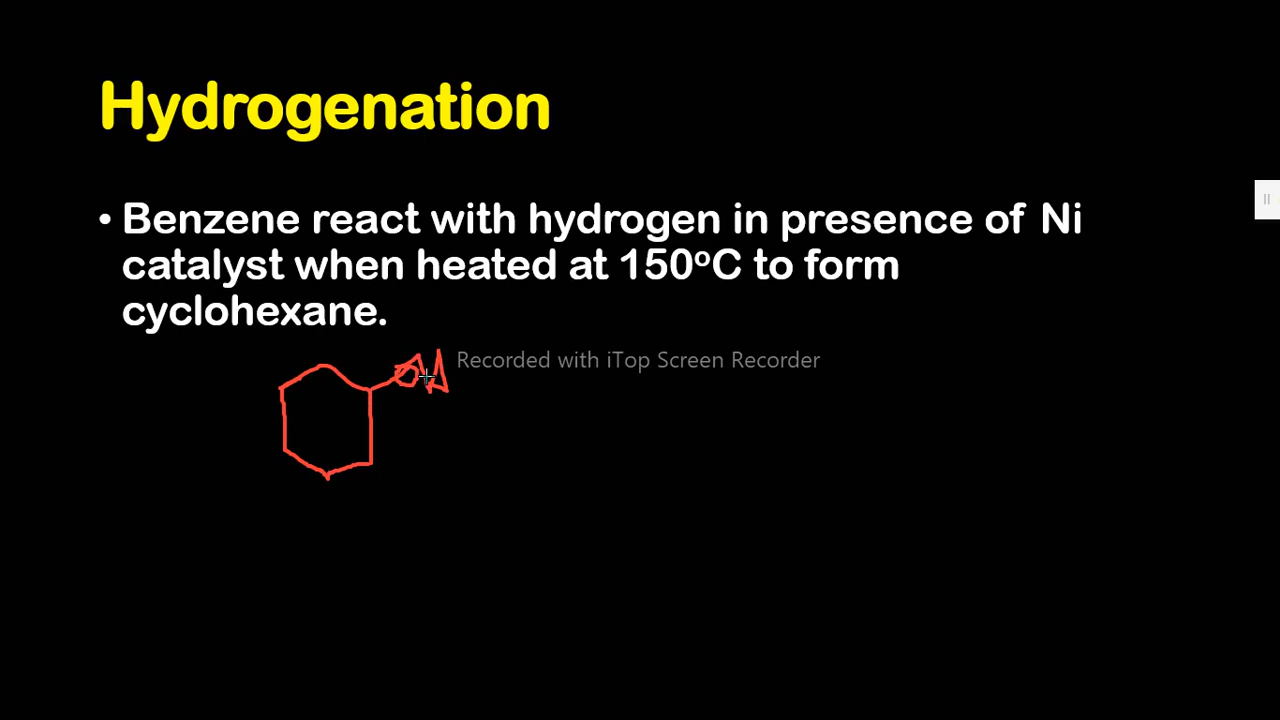 Hydrogenation
• Benzene react with hydrogen in presence of Ni
catalyst when heated at 150ºC to form
cyclohexane.
Recorded with iTop Screen Recorder